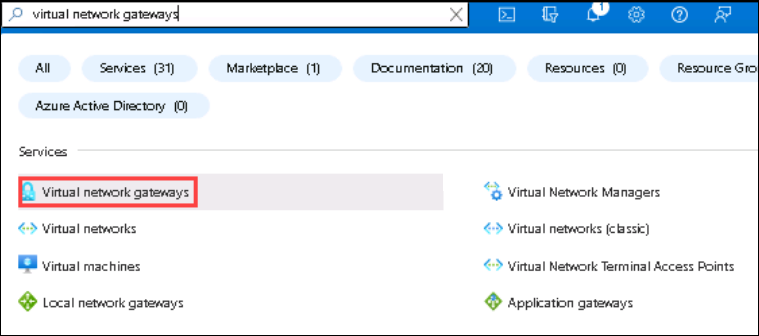 virtual network gateways
1
All Services (31) Marketplace (1) Documentation (20) Resources (0) Resource Gro
Azure Active Directory (0)
Services
Virtual network gateways Virtual Network Managers
Virtual networks Virtual networks (classic)
Virtual machines Virtual Network Terminal Access Points
Local network gateways Application gateways